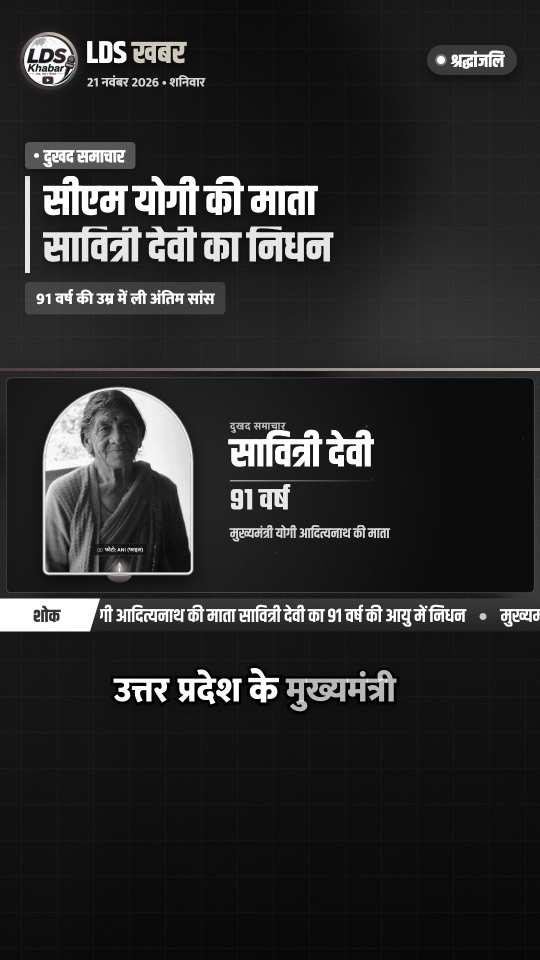 LDS
Khabar
LDS खबर
21 नवंबर 2026 • शनिवार
श्रद्धांजलि
• दुखद समाचार
सीएम योगी की माता
सावित्री देवी का निधन
91 वर्ष की उम्र में ली अंतिम सांस
दुखद समाचार
सावित्री देवी
91 वर्ष
मुख्यमंत्री योगी आदित्यनाथ की माता
फोटो: ANI (फाइल)
शोक
गी आदित्यनाथ की माता सावित्री देवी का 91 वर्ष की आयु में निधन • मुख्यम
उत्तर प्रदेश के मुख्यमंत्री